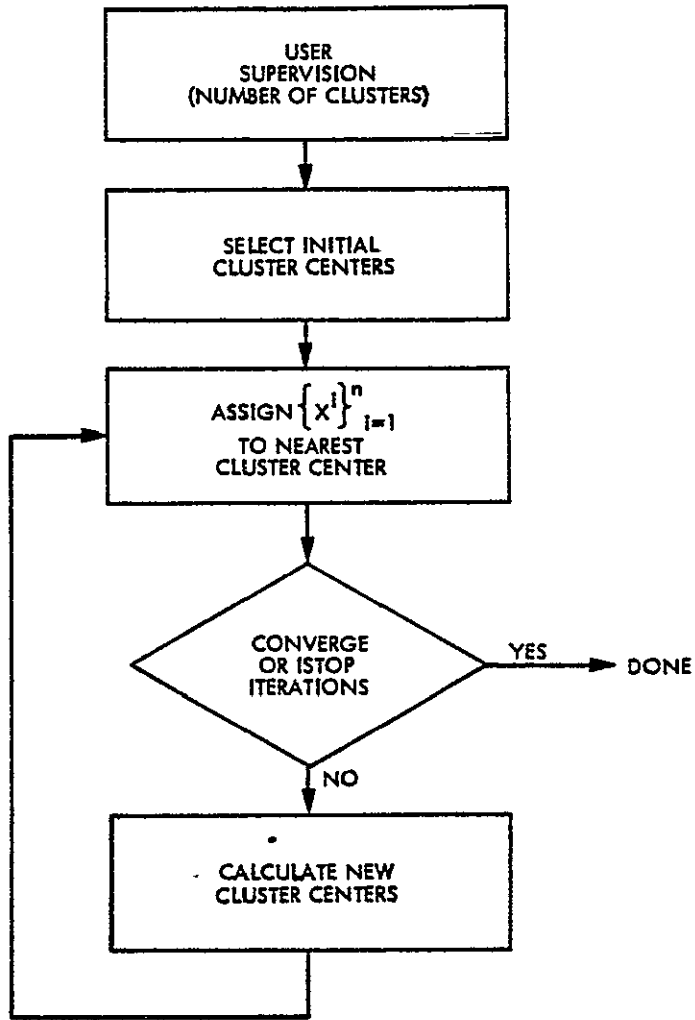 USER
SUPERVISION
(NUMBER OF CLUSTERS)
SELECT INITIAL
CLUSTER CENTERS
ASSIGN {X^i}^n_{i=1}
TO NEAREST
CLUSTER CENTER
CONVERGE
OR ISTOP
ITERATIONS
YES
DONE
NO
CALCULATE NEW
CLUSTER CENTERS